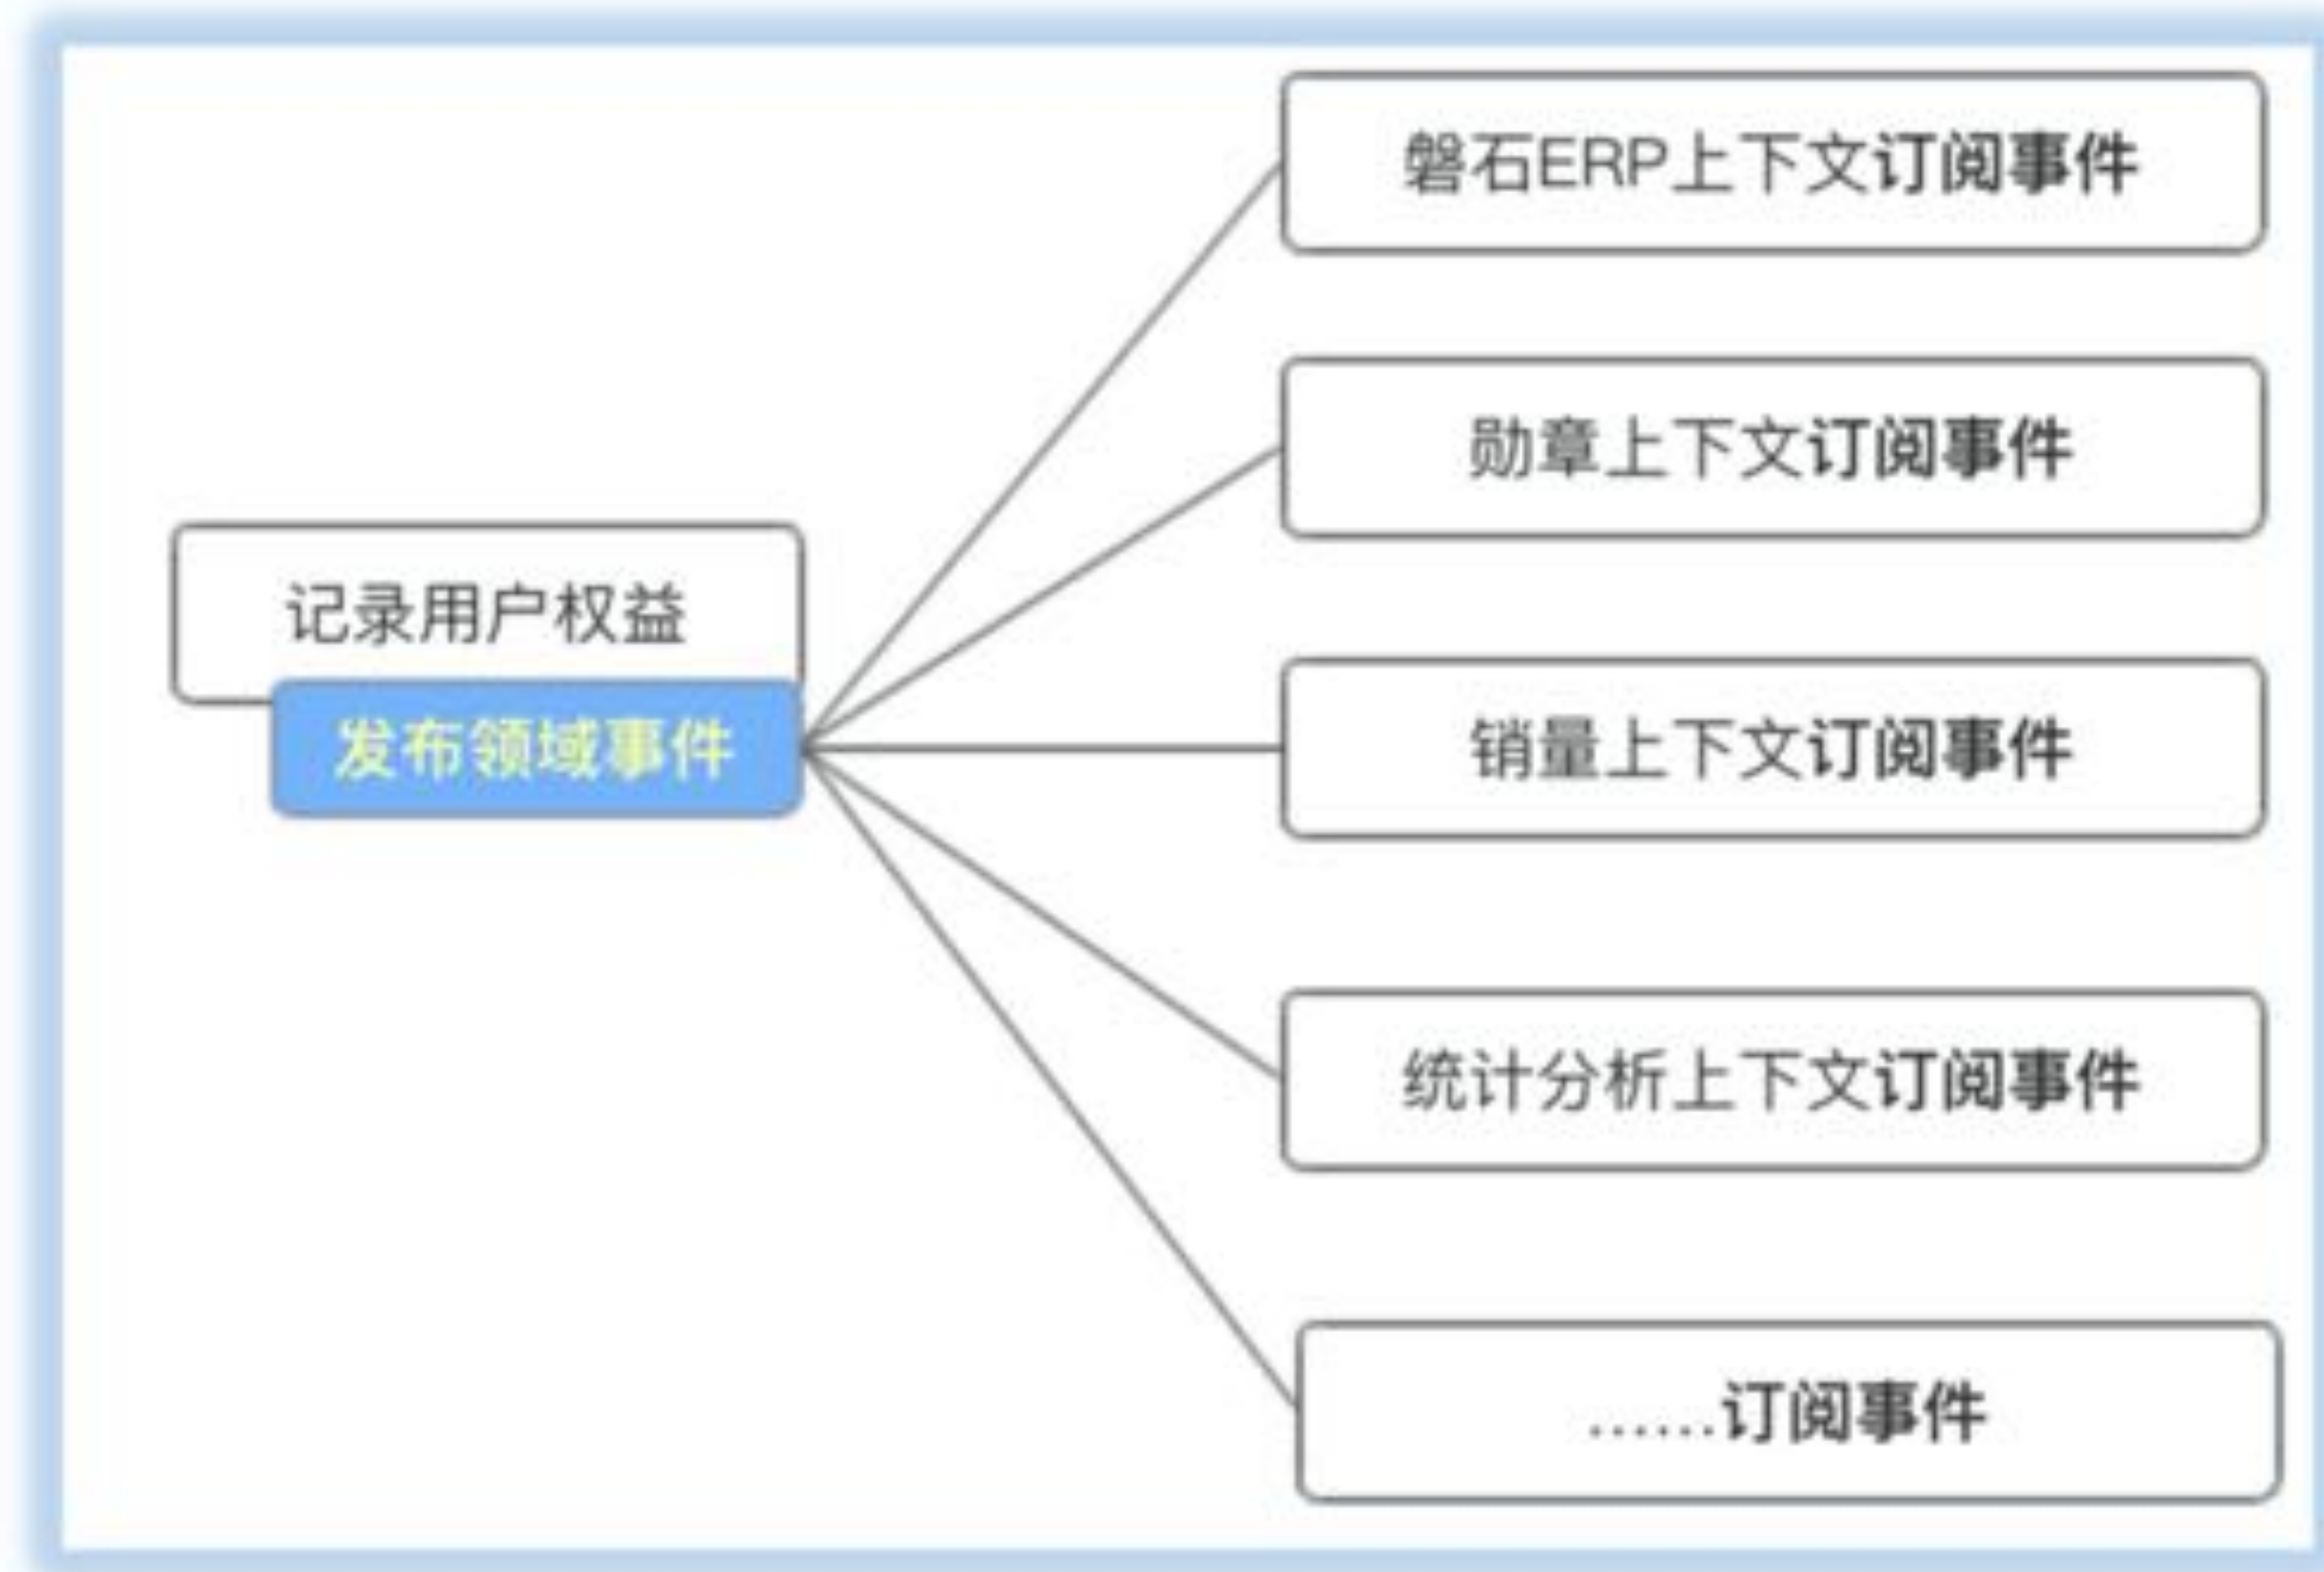 磐石ERP上下文订阅事件
勋章上下文订阅事件
记录用户权益
发布领域事件
销量上下文订阅事件
统计分析上下文订阅事件
……订阅事件